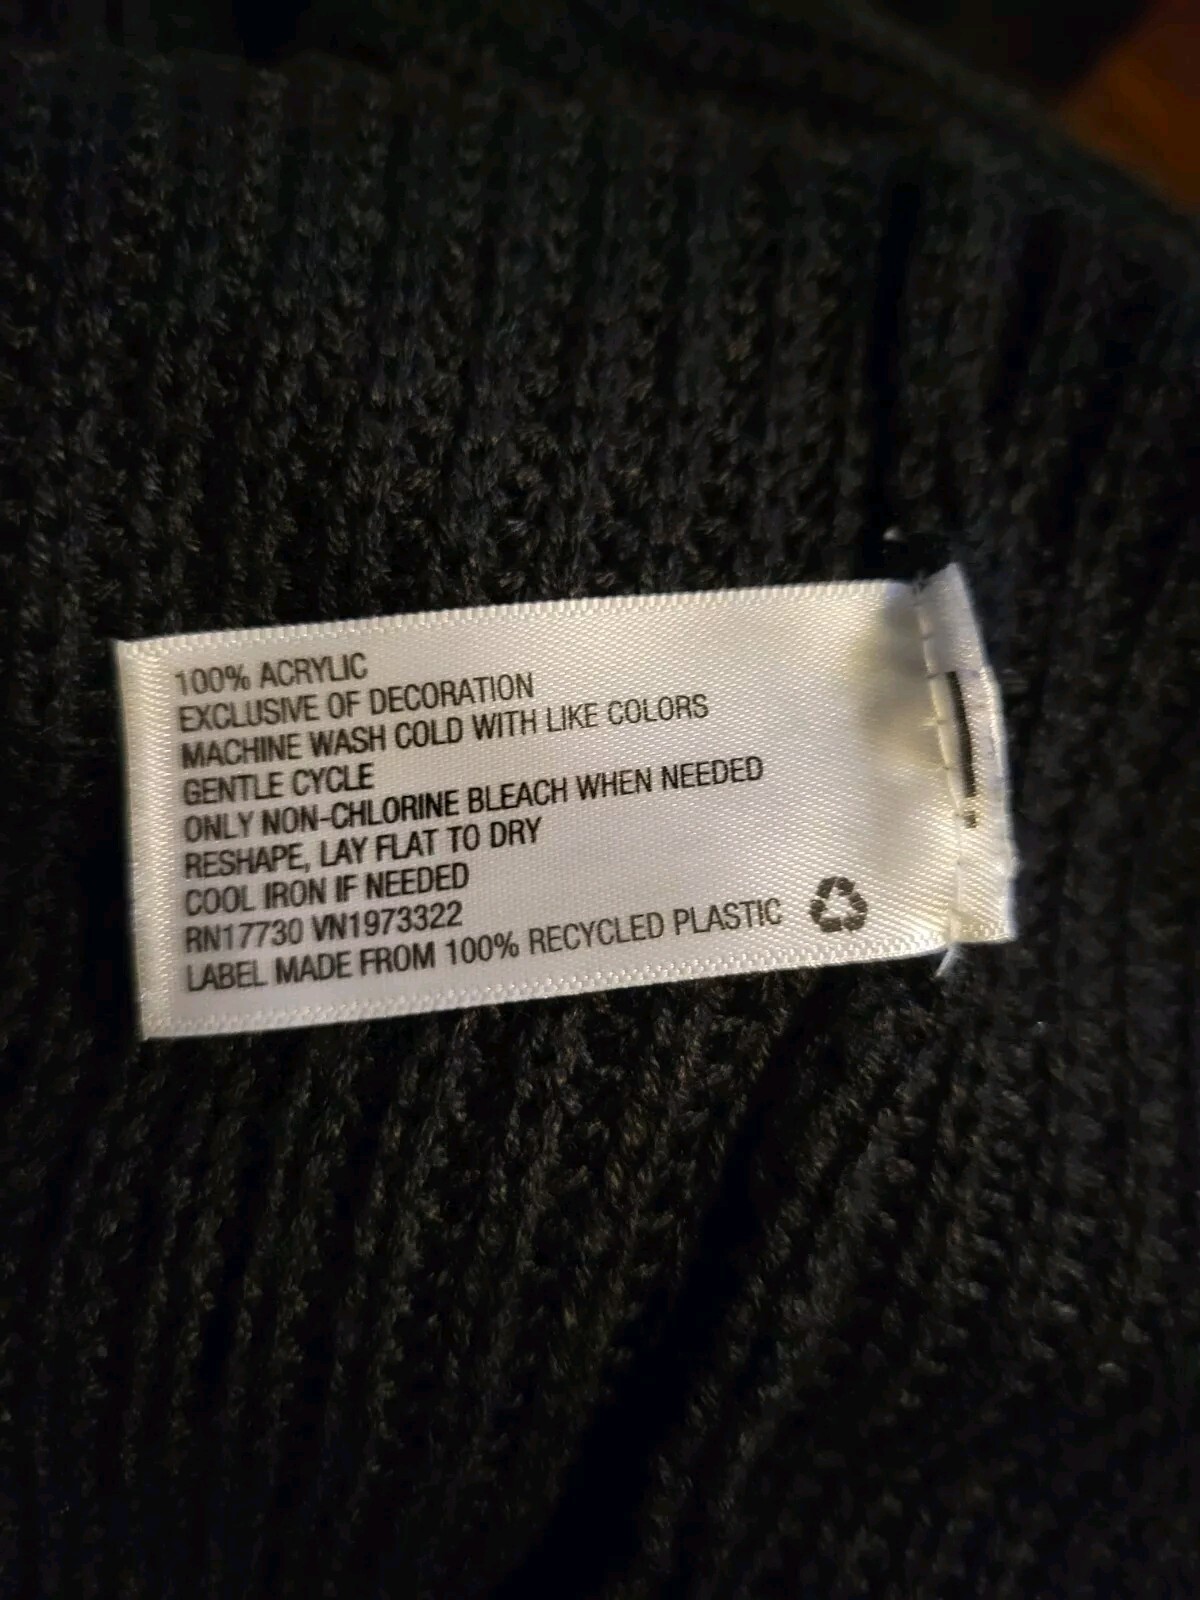 100% ACRYLIC
EXCLUSIVE OF DECORATION
MACHINE WASH COLD WITH LIKE COLORS
GENTLE CYCLE
ONLY NON-CHLORINE BLEACH WHEN NEEDED
RESHAPE, LAY FLAT TO DRY
COOL IRON IF NEEDED
RN17730 VN1973322
LABEL MADE FROM 100% RECYCLED PLASTIC